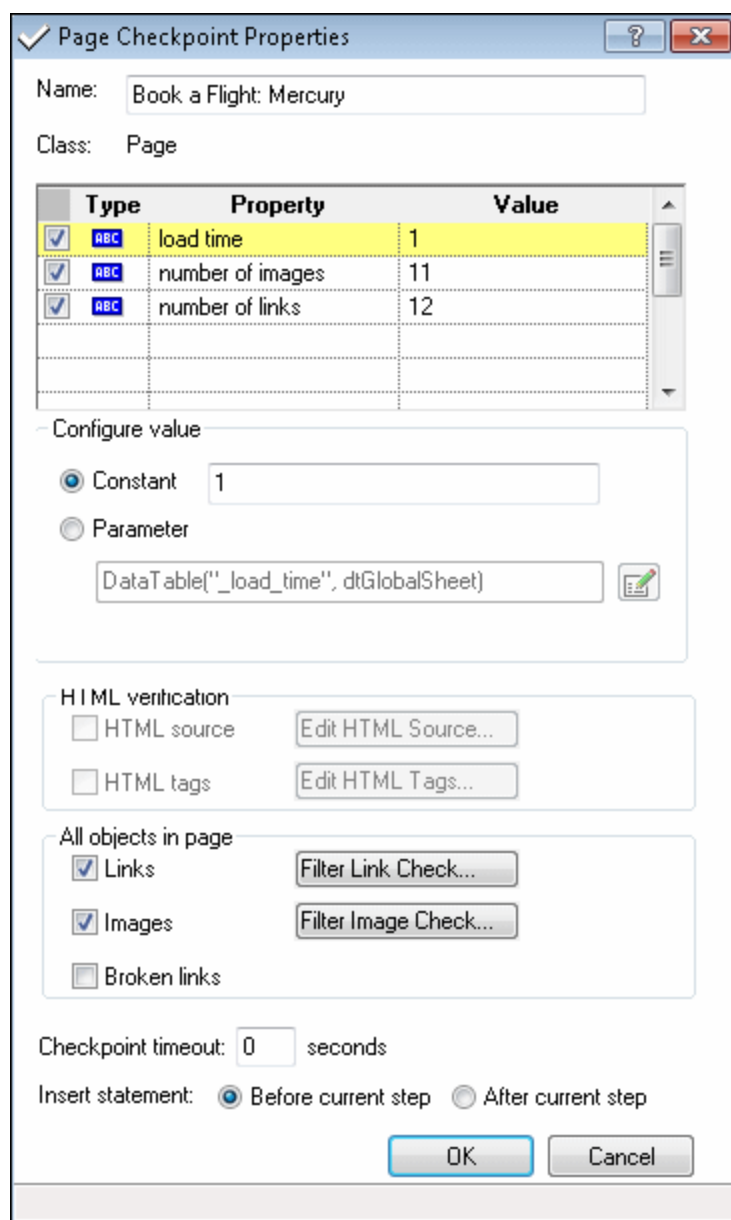 Page Checkpoint Properties
Name: Book a Flight: Mercury
Class: Page
Type Property Value
ABC load time 1
ABC number of images 11
ABC number of links 12
Configure value
Constant 1
Parameter
DataTable("_load_time", dtGlobalSheet)
HTML verification
HTML source Edit HTML Source...
HTML tags Edit HTML Tags...
All objects in page
Links Filter Link Check...
Images Filter Image Check...
Broken links
Checkpoint timeout: 0 seconds
Insert statement: Before current step After current step
OK Cancel